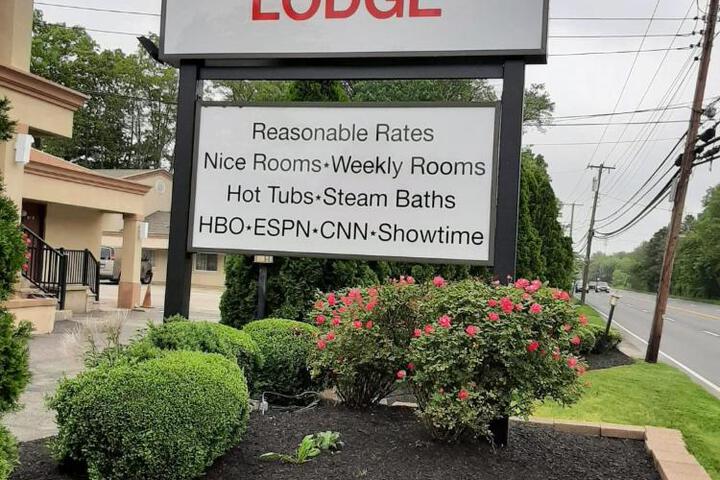 LODGE
Reasonable Rates
Nice Rooms⋆Weekly Rooms
Hot Tubs⋆Steam Baths
HBO⋆ESPN⋆CNN⋆Showtime